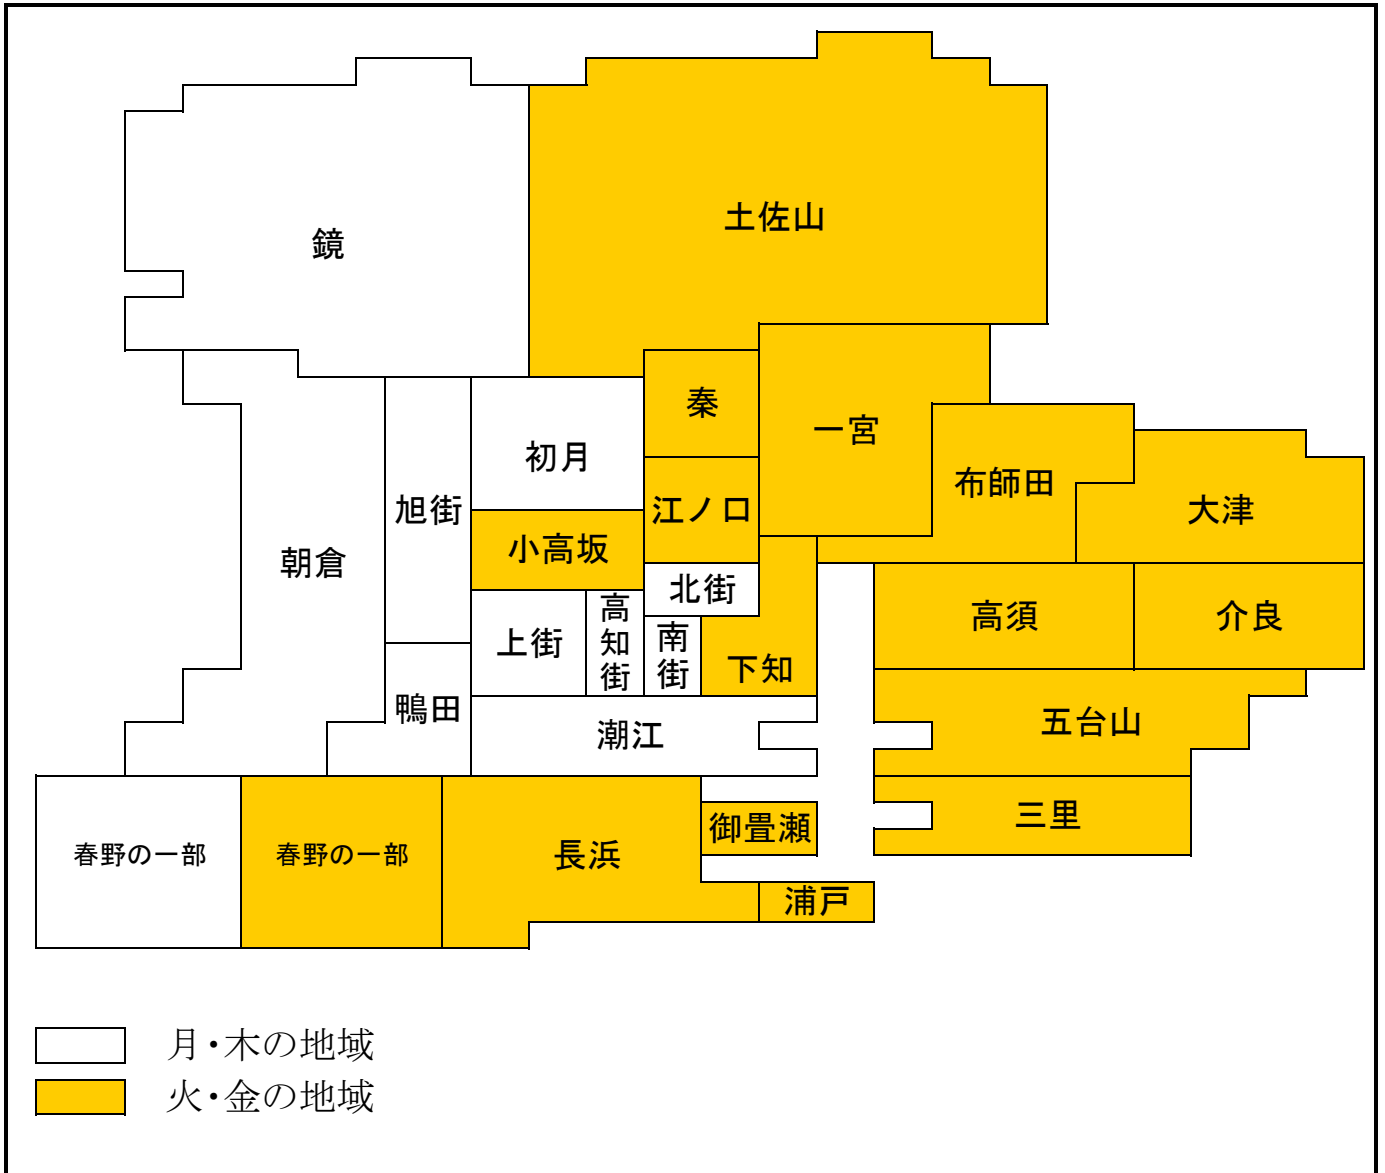 土佐山
鏡
秦
一宮
初月
布師田
旭街
江ノ口
大津
小高坂
朝倉
北街
高知街
高須
介良
上街
南街
下知
鴨田
潮江
五台山
三里
御畳瀬
春野の一部
春野の一部
長浜
浦戸
月・木の地域
火・金の地域